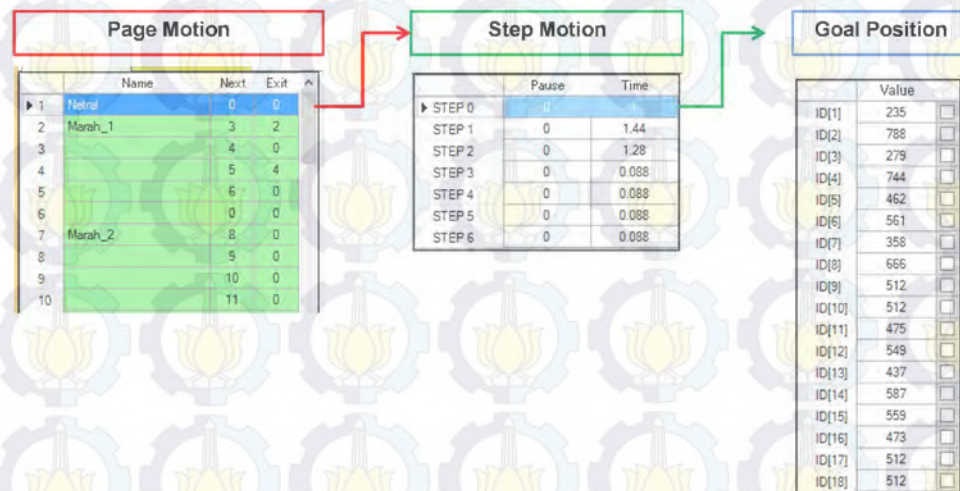 Page Motion
Name Next Exit
1 Netral 0 0
2 Marah_1 3 2
3 4 0
4 5 4
5 6 0
6 0 0
7 Marah_2 8 0
8 9 0
9 10 0
10 11 0
Step Motion
Pause Time
STEP 0 0 1
STEP 1 0 1.44
STEP 2 0 1.28
STEP 3 0 0.088
STEP 4 0 0.088
STEP 5 0 0.088
STEP 6 0 0.088
Goal Position
Value
ID[1] 235
ID[2] 788
ID[3] 279
ID[4] 744
ID[5] 462
ID[6] 561
ID[7] 358
ID[8] 666
ID[9] 512
ID[10] 512
ID[11] 475
ID[12] 549
ID[13] 437
ID[14] 587
ID[15] 559
ID[16] 473
ID[17] 512
ID[18] 512